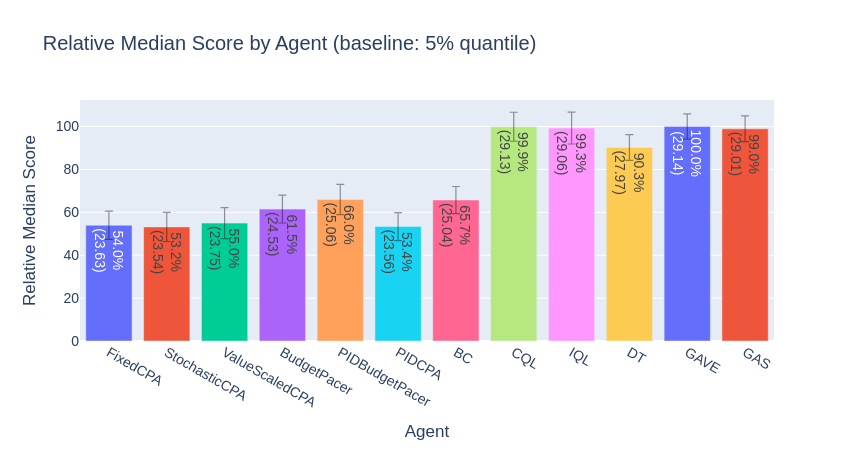 Relative Median Score by Agent (baseline: 5% quantile)
Relative Median Score
100
80
60
40
20
0
54.0%
(23.63)
53.2%
(23.54)
55.0%
(23.75)
61.5%
(24.53)
66.0%
(25.06)
53.4%
(23.56)
65.7%
(25.04)
99.9%
(29.13)
99.3%
(29.06)
90.3%
(27.97)
100.0%
(29.14)
99.0%
(29.01)
FixedCPA
StochasticCPA
ValueScaledCPA
BudgetPacer
PIDBudgetPacer
PIDCPA
BC
CQL
IQL
DT
GAVE
GAS
Agent